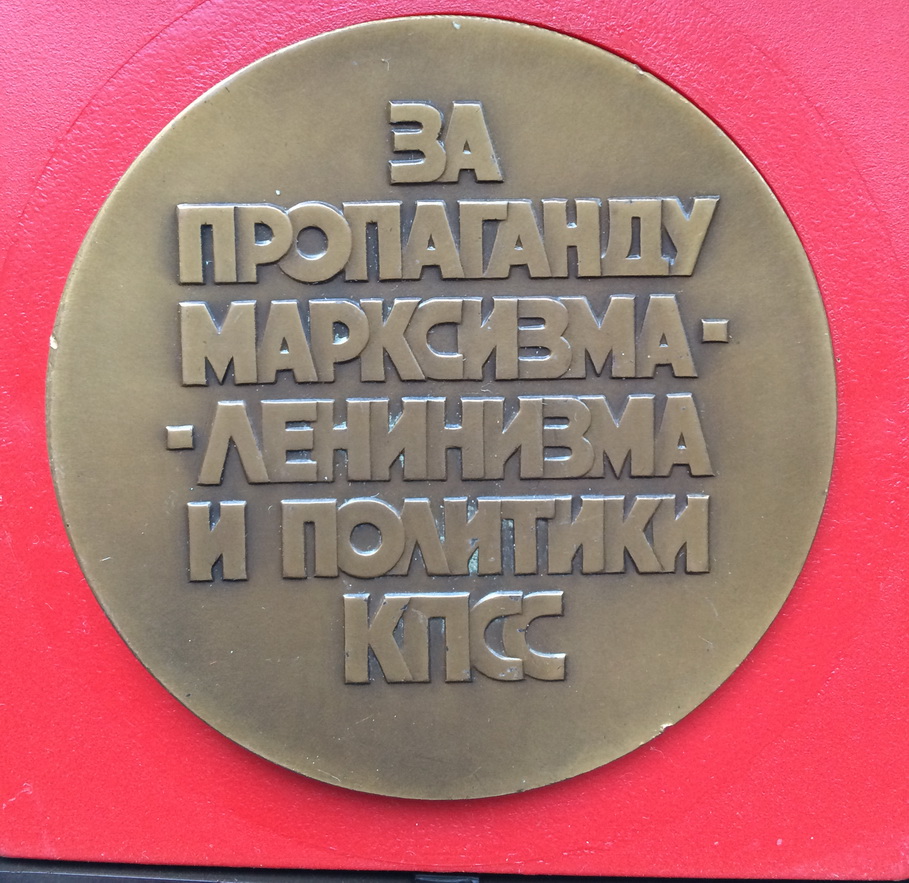 ЗА
ПРОПАГАНДУ
МАРКСИЗМА-
-ЛЕНИНИЗМА
И ПОЛИТИКИ
КПСС